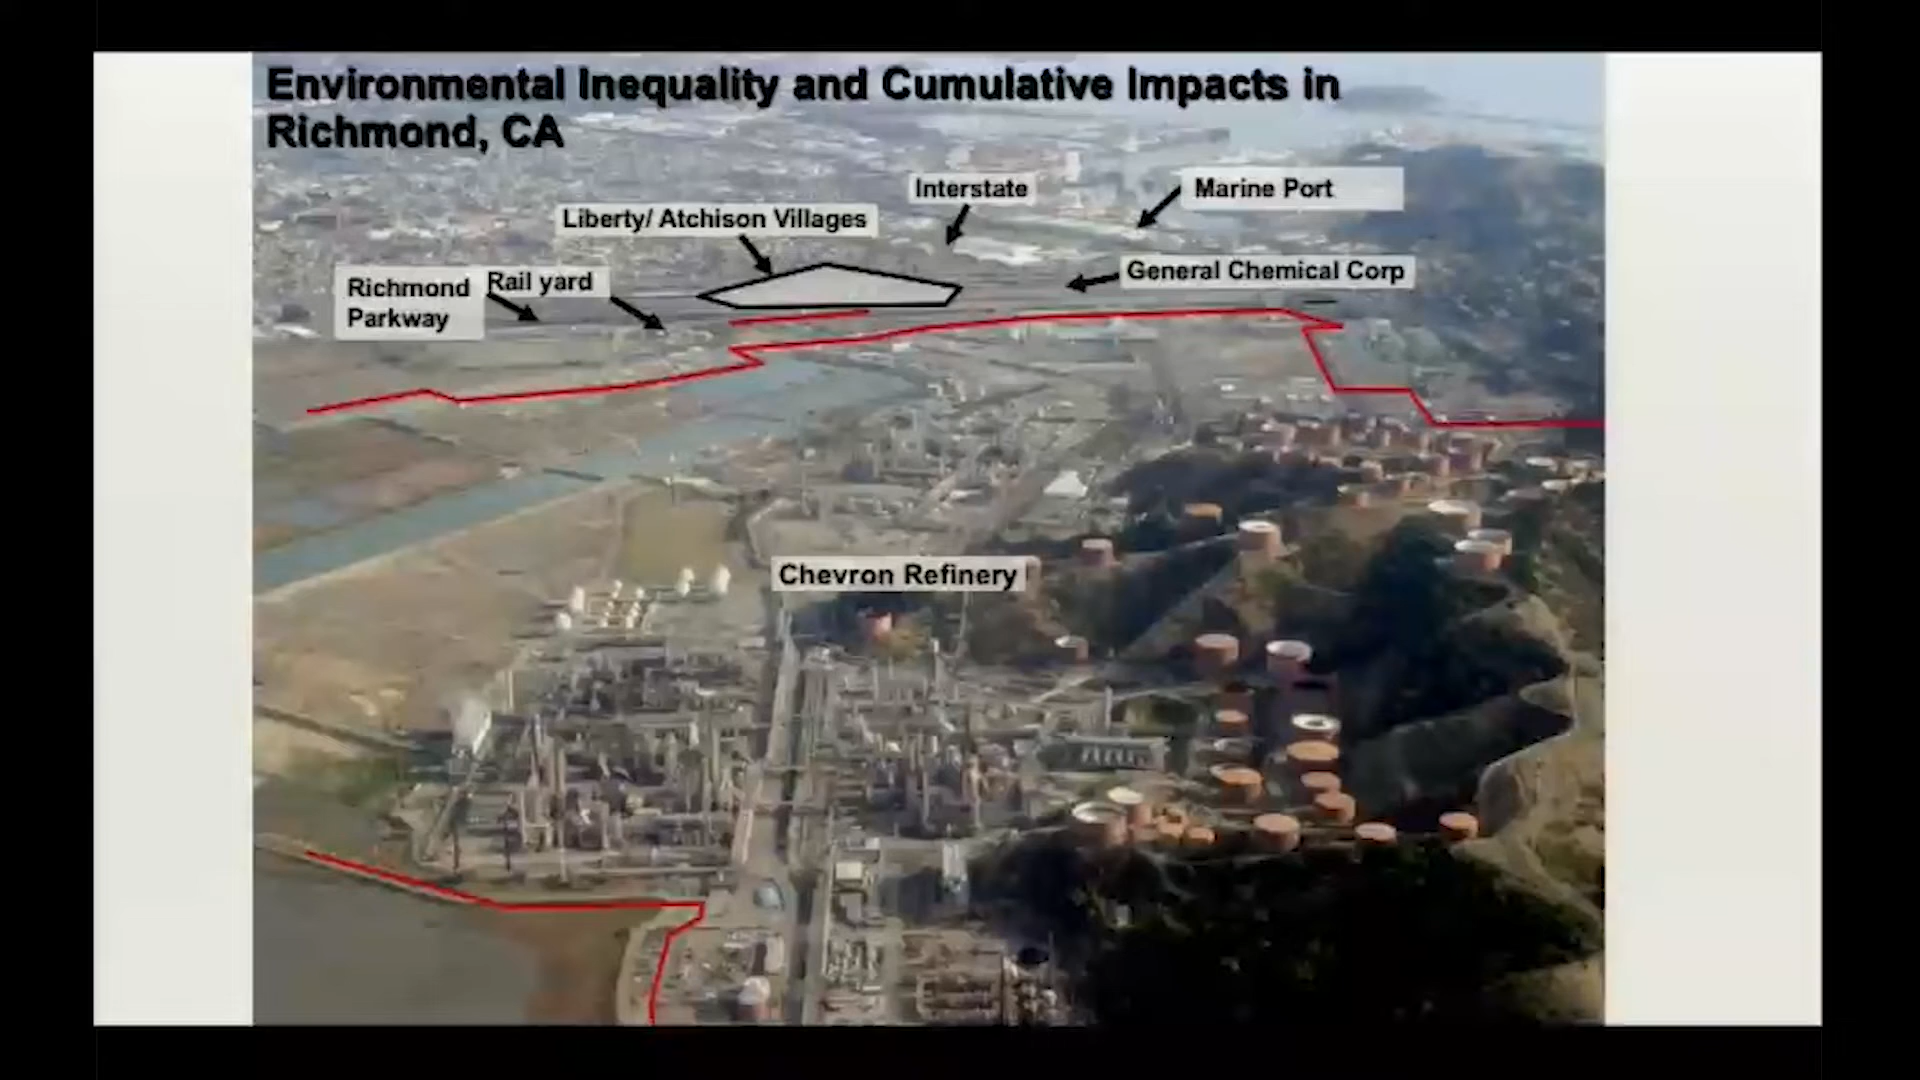 Environmental Inequality and Cumulative Impacts in
Richmond, CA
Interstate
Marine Port
Liberty/ Atchison Villages
General Chemical Corp
Richmond
Parkway
Rail yard
Chevron Refinery